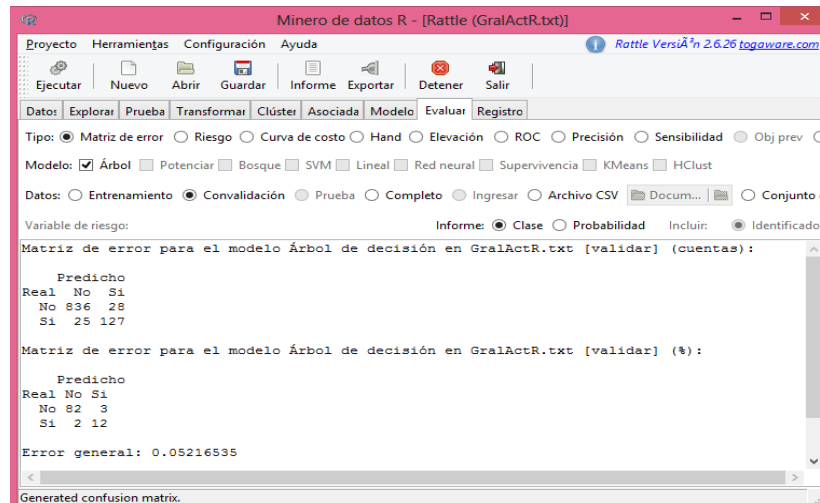 Minero de datos R - [Rattle (GralActR.txt)]
Proyecto Herramientas Configuración Ayuda Rattle VersiÃ³n 2.6.26 togaware.com
Ejecutar Nuevo Abrir Guardar Informe Exportar Detener Salir
Datos Explorar Prueba Transformar Clúster Asociada Modelo Evaluar Registro
Tipo: Matriz de error Riesgo Curva de costo Hand Elevación ROC Precisión Sensibilidad Obj prev
Modelo: Árbol Potenciar Bosque SVM Lineal Red neural Supervivencia KMeans HClust
Datos: Entrenamiento Convalidación Prueba Completo Ingresar Archivo CSV Docum... Conjunto
Variable de riesgo: Informe: Clase Probabilidad Incluir: Identificado
Matriz de error para el modelo Árbol de decisión en GralActR.txt [validar] (cuentas):
Predicho
Real No Si
No 836 28
Si 25 127
Matriz de error para el modelo Árbol de decisión en GralActR.txt [validar] (%):
Predicho
Real No Si
No 82 3
Si 2 12
Error general: 0.05216535
Generated confusion matrix.